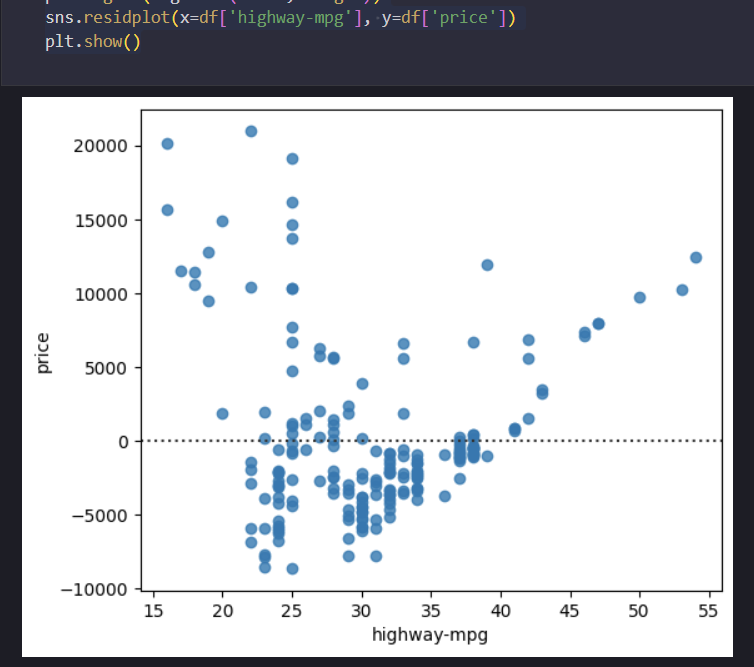 sns.residplot(x=df['highway-mpg'], y=df['price'])
plt.show()
20000
15000
10000
5000
0
−5000
−10000
price
15 20 25 30 35 40 45 50 55
highway-mpg